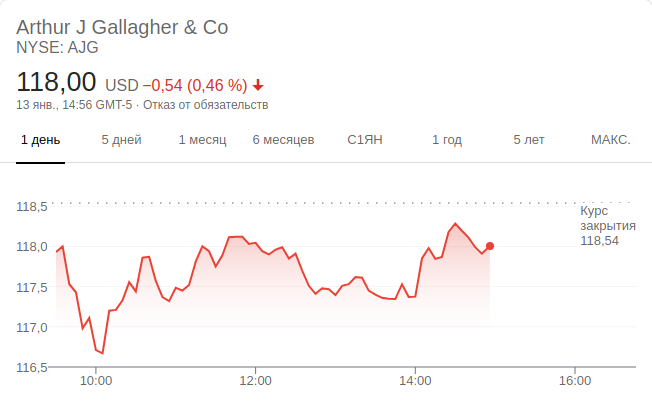 Arthur J Gallagher & Co
NYSE: AJG
118,00 USD −0,54 (0,46 %)
13 янв., 14:56 GMT-5 · Отказ от обязательств
1 день 5 дней 1 месяц 6 месяцев С1ЯН 1 год 5 лет МАКС.
118,5
Курс
закрытия
118,54
118,0
117,5
117,0
116,5
10:00 12:00 14:00 16:00